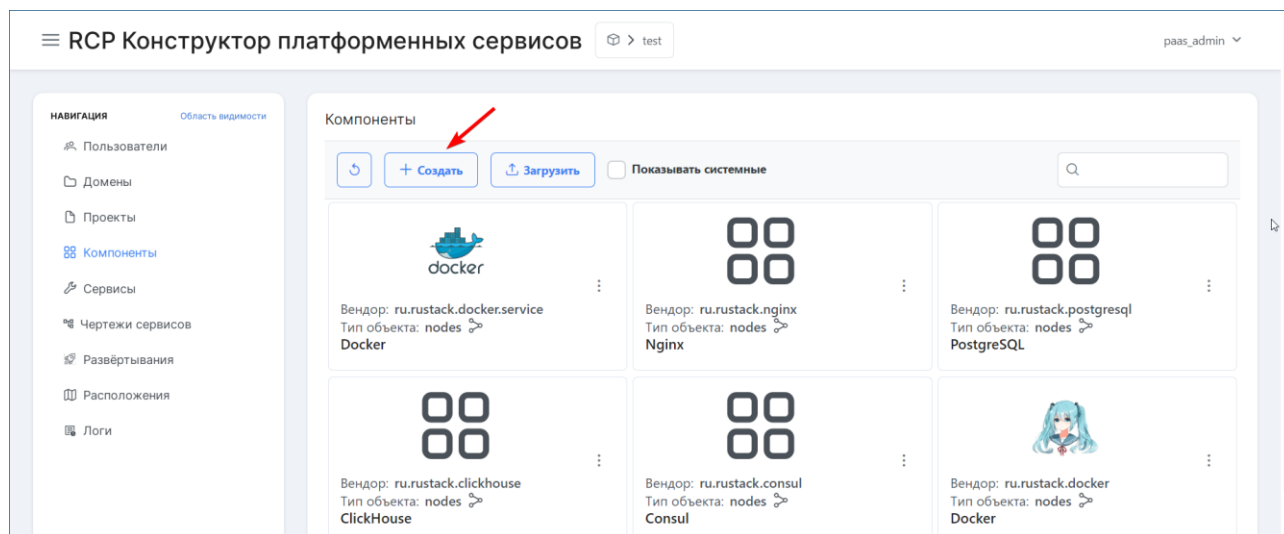 RCP Конструктор платформенных сервисов
test
paas_admin
НАВИГАЦИЯ
Область видимости
Пользователи
Домены
Проекты
Компоненты
Сервисы
Чертежи сервисов
Развёртывания
Расположения
Логи
Компоненты
+ Создать
Загрузить
Показывать системные
docker
Вендор: ru.rustack.docker.service
Тип объекта: nodes
Docker
Вендор: ru.rustack.nginx
Тип объекта: nodes
Nginx
Вендор: ru.rustack.postgresql
Тип объекта: nodes
PostgreSQL
Вендор: ru.rustack.clickhouse
Тип объекта: nodes
ClickHouse
Вендор: ru.rustack.consul
Тип объекта: nodes
Consul
Вендор: ru.rustack.docker
Тип объекта: nodes
Docker